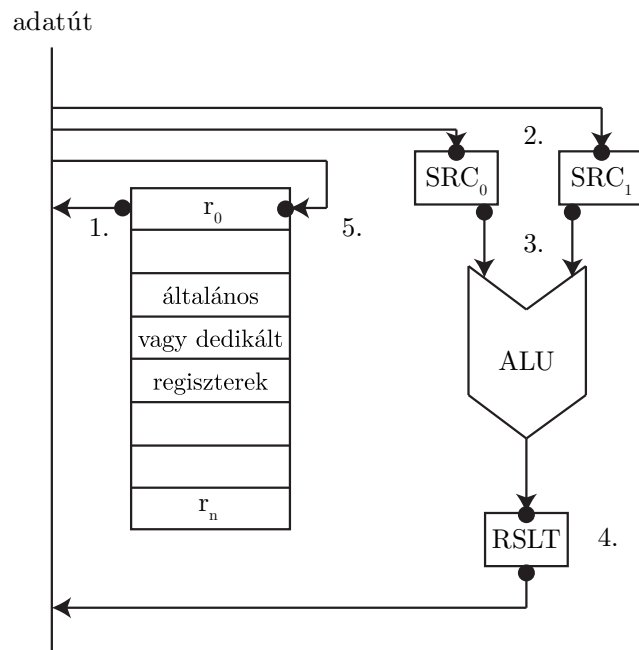 adatút
2.
SRC₀
SRC₁
r₀
1.
5.
3.
általános
vagy dedikált
regiszterek
ALU
rₙ
RSLT
4.